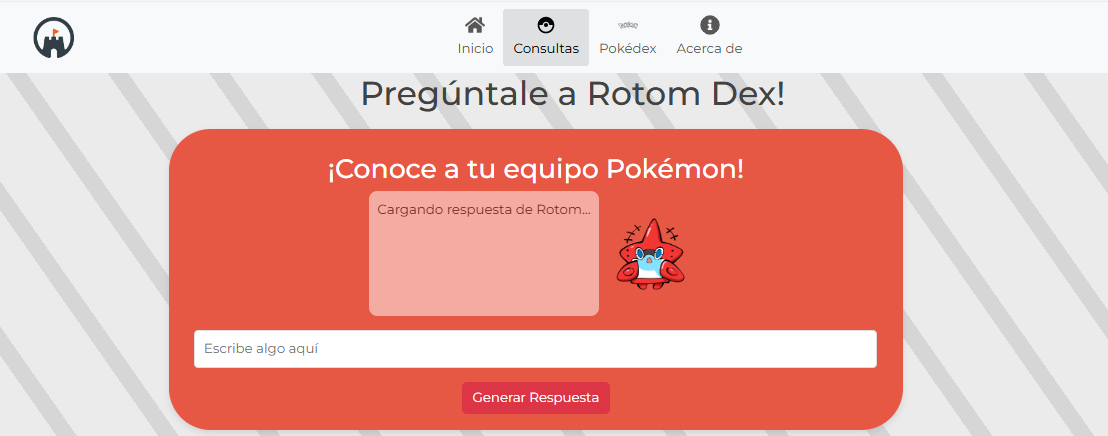 Inicio
Consultas
Pokédex
Acerca de
Pregúntale a Rotom Dex!
¡Conoce a tu equipo Pokémon!
Cargando respuesta de Rotom...
Escribe algo aquí
Generar Respuesta